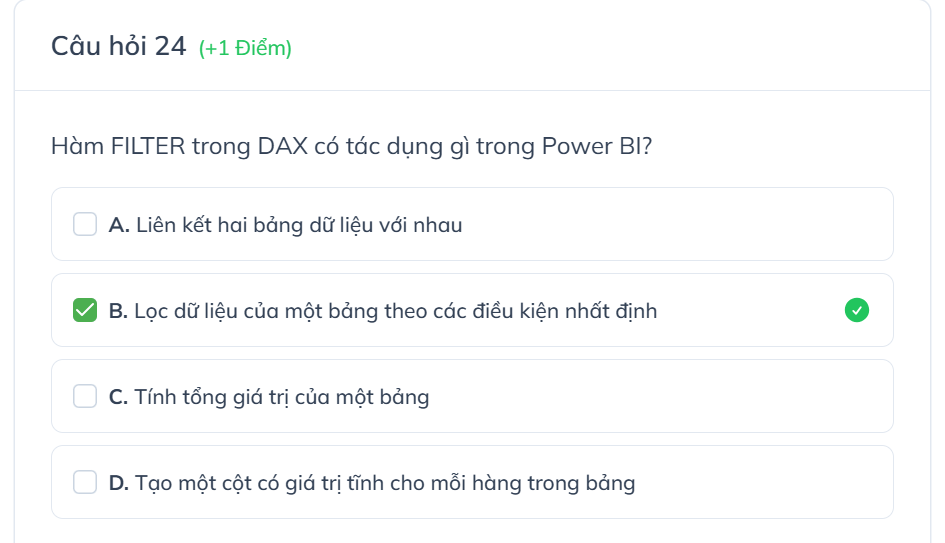 Câu hỏi 24 (+1 Điểm)
Hàm FILTER trong DAX có tác dụng gì trong Power BI?
A. Liên kết hai bảng dữ liệu với nhau
B. Lọc dữ liệu của một bảng theo các điều kiện nhất định
C. Tính tổng giá trị của một bảng
D. Tạo một cột có giá trị tĩnh cho mỗi hàng trong bảng